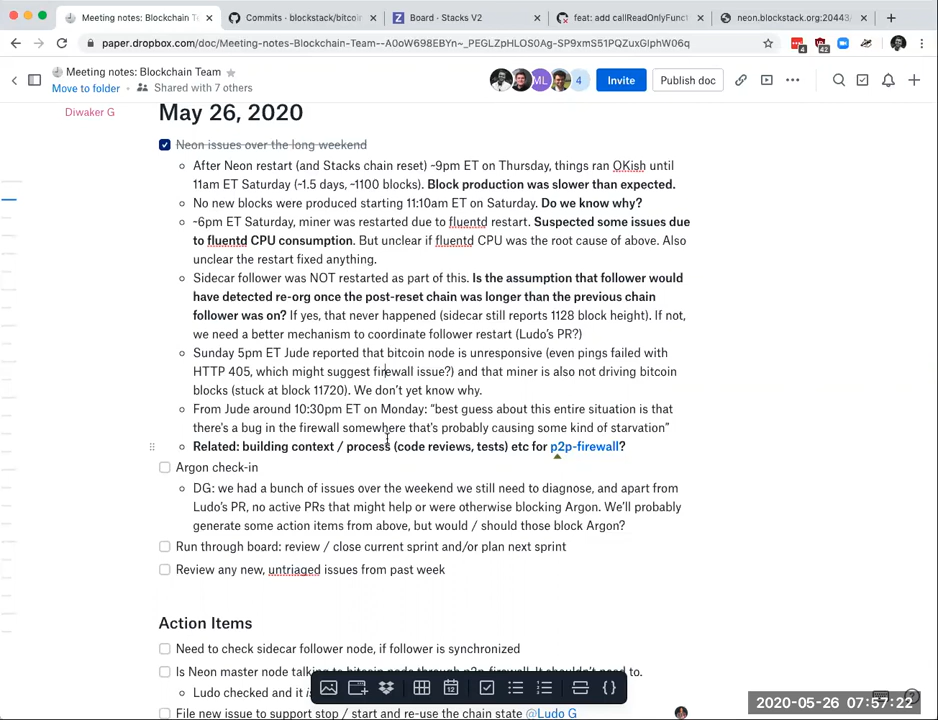 Meeting notes: Blockchain T
Commits · blockstack/bitcoi
Board · Stacks V2
feat: add callReadOnlyFunct
neon.blockstack.org:20443/
paper.dropbox.com/doc/Meeting-notes-Blockchain-Team--A0oW698EBYn~_PEGLZpHLOS0Ag-SP9xmS51PQZuxGlphW06q
4
42
Meeting notes: Blockchain Team
Move to folder
Shared with 7 others
ML
4
Invite
Publish doc
Diwaker G
May 26, 2020
Neon issues over the long weekend
After Neon restart (and Stacks chain reset) ~9pm ET on Thursday, things ran OKish until
11am ET Saturday (~1.5 days, ~1100 blocks). Block production was slower than expected.
No new blocks were produced starting 11:10am ET on Saturday. Do we know why?
~6pm ET Saturday, miner was restarted due to fluentd restart. Suspected some issues due
to fluentd CPU consumption. But unclear if fluentd CPU was the root cause of above. Also
unclear the restart fixed anything.
Sidecar follower was NOT restarted as part of this. Is the assumption that follower would
have detected re-org once the post-reset chain was longer than the previous chain
follower was on? If yes, that never happened (sidecar still reports 1128 block height). If not,
we need a better mechanism to coordinate follower restart (Ludo's PR?)
Sunday 5pm ET Jude reported that bitcoin node is unresponsive (even pings failed with
HTTP 405, which might suggest firewall issue?) and that miner is also not driving bitcoin
blocks (stuck at block 11720). We don't yet know why.
From Jude around 10:30pm ET on Monday: “best guess about this entire situation is that
there's a bug in the firewall somewhere that's probably causing some kind of starvation”
Related: building context / process (code reviews, tests) etc for p2p-firewall?
Argon check-in
DG: we had a bunch of issues over the weekend we still need to diagnose, and apart from
Ludo's PR, no active PRs that might help or were otherwise blocking Argon. We'll probably
generate some action items from above, but would / should those block Argon?
Run through board: review / close current sprint and/or plan next sprint
Review any new, untriaged issues from past week
Action Items
Need to check sidecar follower node, if follower is synchronized
Is Neon master node talking to bitcoin node through p2p-firewall. It shouldn't need to.
Ludo checked and it is
File new issue to support stop / start and re-use the chain state @Ludo G
2020-05-26 07:57:22